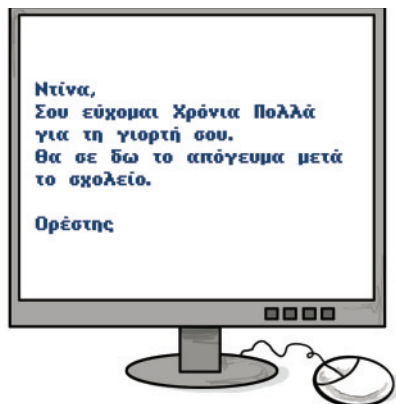 Ντίνα,
Σου εύχομαι Χρόνια Πολλά
για τη γιορτή σου.
Θα σε δω το απόγευμα μετά
το σχολείο.
Ορέστης